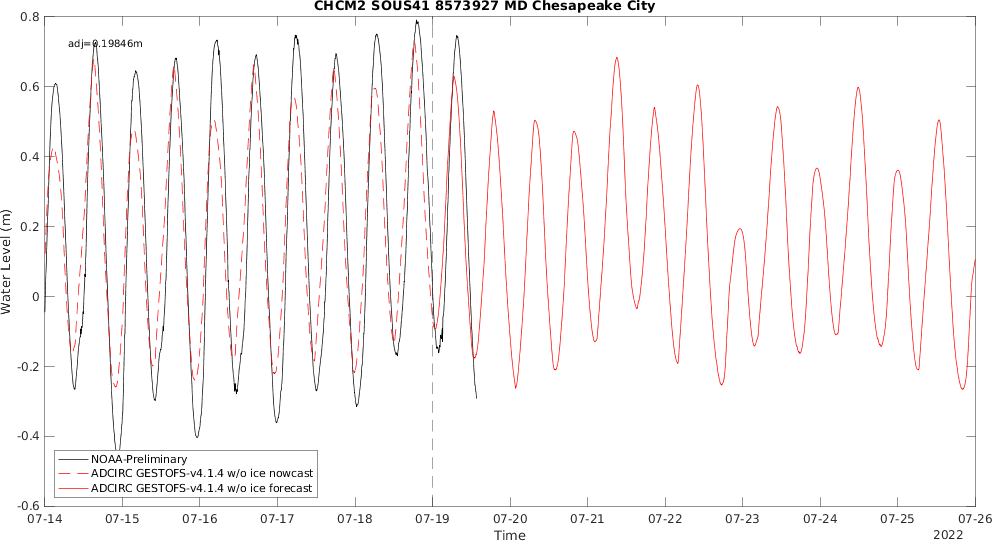 CHCM2 SOUS41 8573927 MD Chesapeake City
adj=0.19846m
0.8
0.6
0.4
0.2
0
-0.2
-0.4
-0.6
Water Level (m)
NOAA-Preliminary
ADCIRC GESTOFS-v4.1.4 w/o ice nowcast
ADCIRC GESTOFS-v4.1.4 w/o ice forecast
07-14 07-15 07-16 07-17 07-18 07-19 07-20 07-21 07-22 07-23 07-24 07-25 07-26
Time
2022